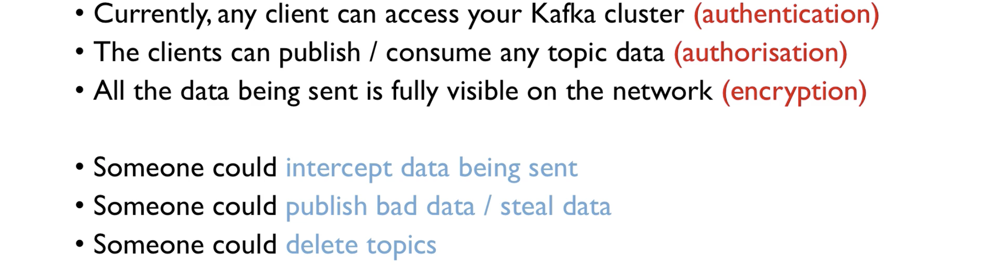 • Currently, any client can access your Kafka cluster (authentication)
• The clients can publish / consume any topic data (authorisation)
• All the data being sent is fully visible on the network (encryption)
• Someone could intercept data being sent
• Someone could publish bad data / steal data
• Someone could delete topics